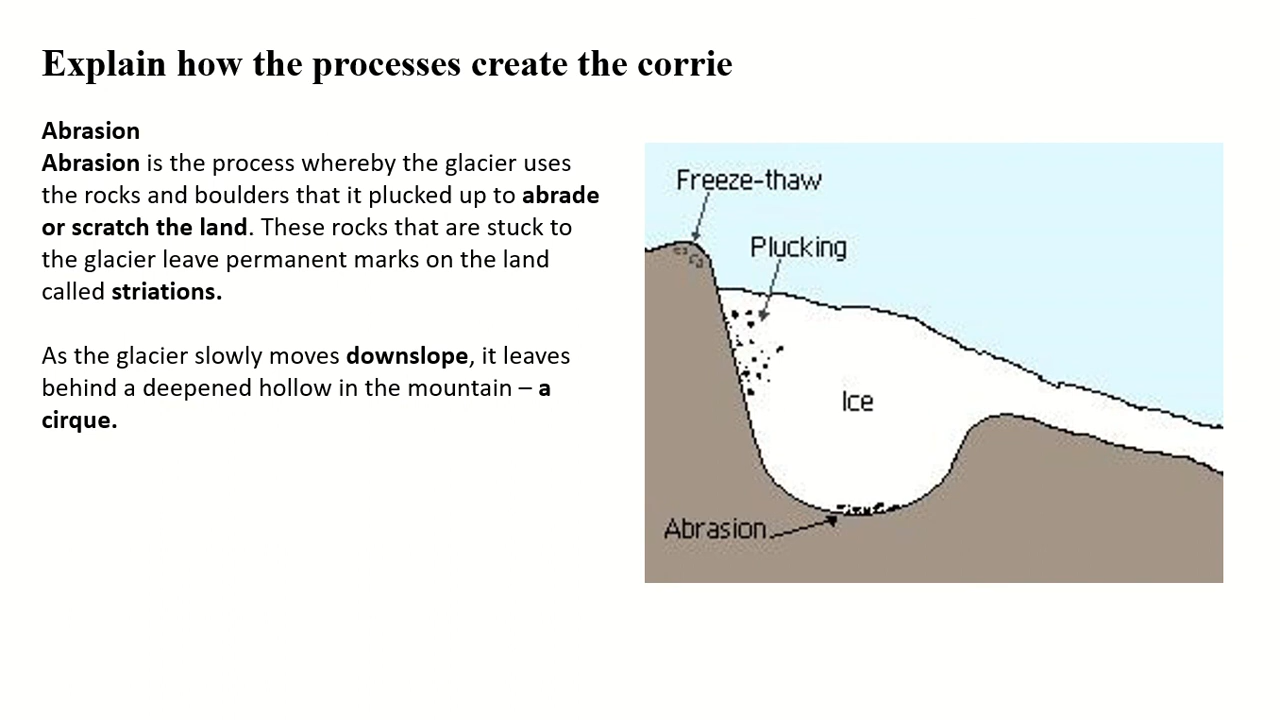 Explain how the processes create the corrie
Abrasion
Abrasion is the process whereby the glacier uses
the rocks and boulders that it plucked up to abrade
or scratch the land. These rocks that are stuck to
the glacier leave permanent marks on the land
called striations.
As the glacier slowly moves downslope, it leaves
behind a deepened hollow in the mountain – a
cirque.
Freeze-thaw
Plucking
Ice
Abrasion